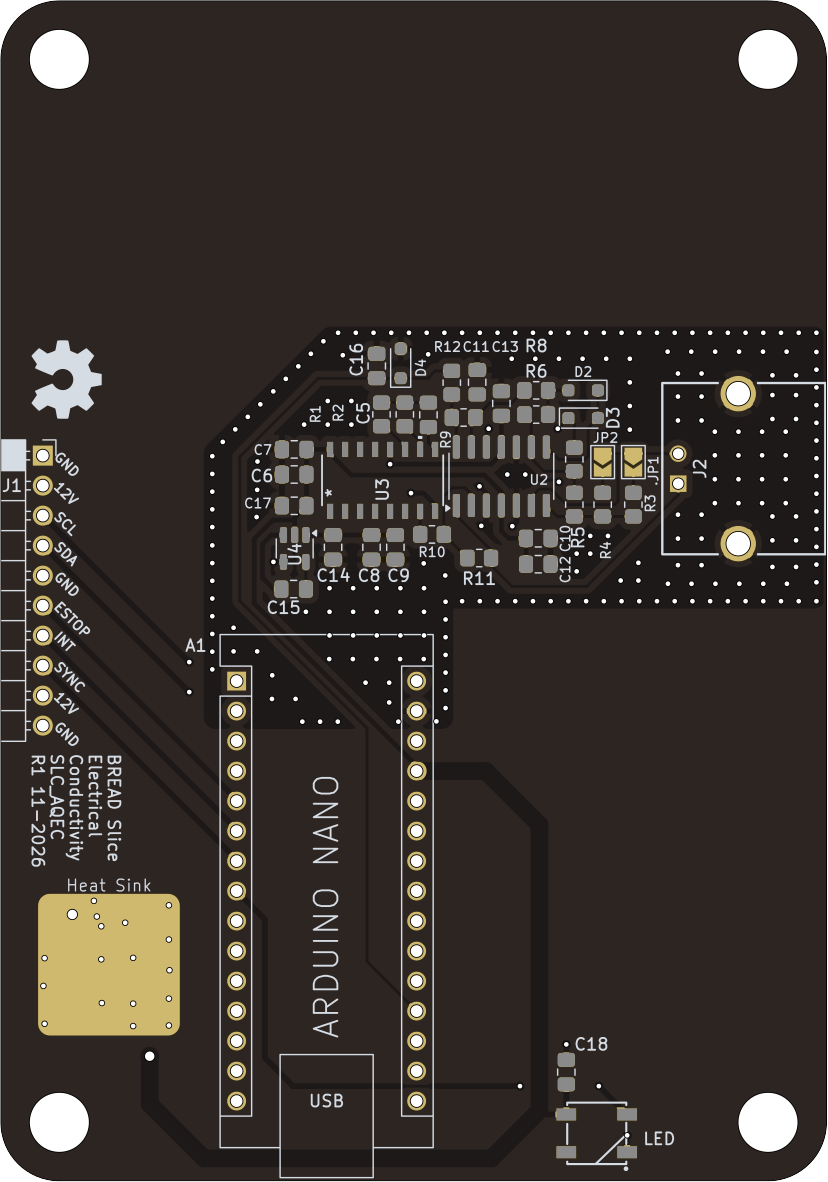 C16
D4
R12
C11
C13
R8
R6
D2
R1
R2
C5
D3
R9
JP2
C7
C6
C17
U3
*
U2
JP1
J2
R3
J1
GND
12V
SCL
SDA
GND
ESTOP
INT
SYNC
12V
GND
U4
C14
C8
C9
R10
R11
C10
C12
R5
R4
C15
A1
BREAD Slice
Electrical
Conductivity
SLC_AQEC
R1 11-2026
Heat Sink
ARDUINO NANO
USB
C18
LED